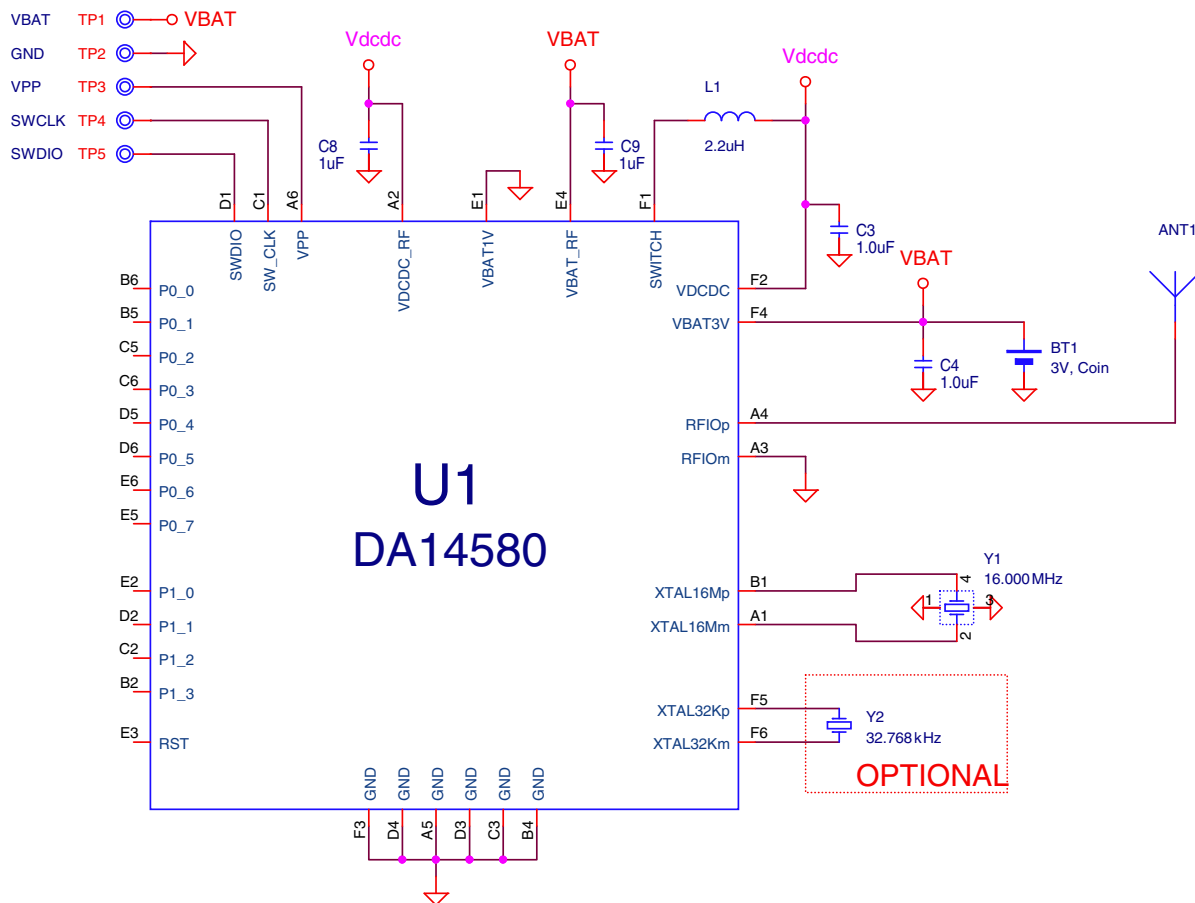 VBAT TP1 VBAT
GND TP2
VPP TP3
SWCLK TP4
SWDIO TP5
Vdcdc
VBAT
Vdcdc
L1
2.2uH
C8
1uF
C9
1uF
C3
1.0uF
VBAT
C4
1.0uF
BT1
3V, Coin
ANT1
D1 SWDIO
C1 SW_CLK
A6 VPP
A2 VDCDC_RF
E1 VBAT1V
E4 VBAT_RF
F1 SWITCH
B6 P0_0
B5 P0_1
C5 P0_2
C6 P0_3
D5 P0_4
D6 P0_5
E6 P0_6
E5 P0_7
E2 P1_0
D2 P1_1
C2 P1_2
B2 P1_3
E3 RST
U1
DA14580
VDCDC F2
VBAT3V F4
RFIOp A4
RFIOm A3
XTAL16Mp B1
XTAL16Mm A1
XTAL32Kp F5
XTAL32Km F6
Y1
16.000MHz
1
4
3
2
Y2
32.768kHz
OPTIONAL
GND F3
GND D4
GND A5
GND D3
GND C3
GND B4